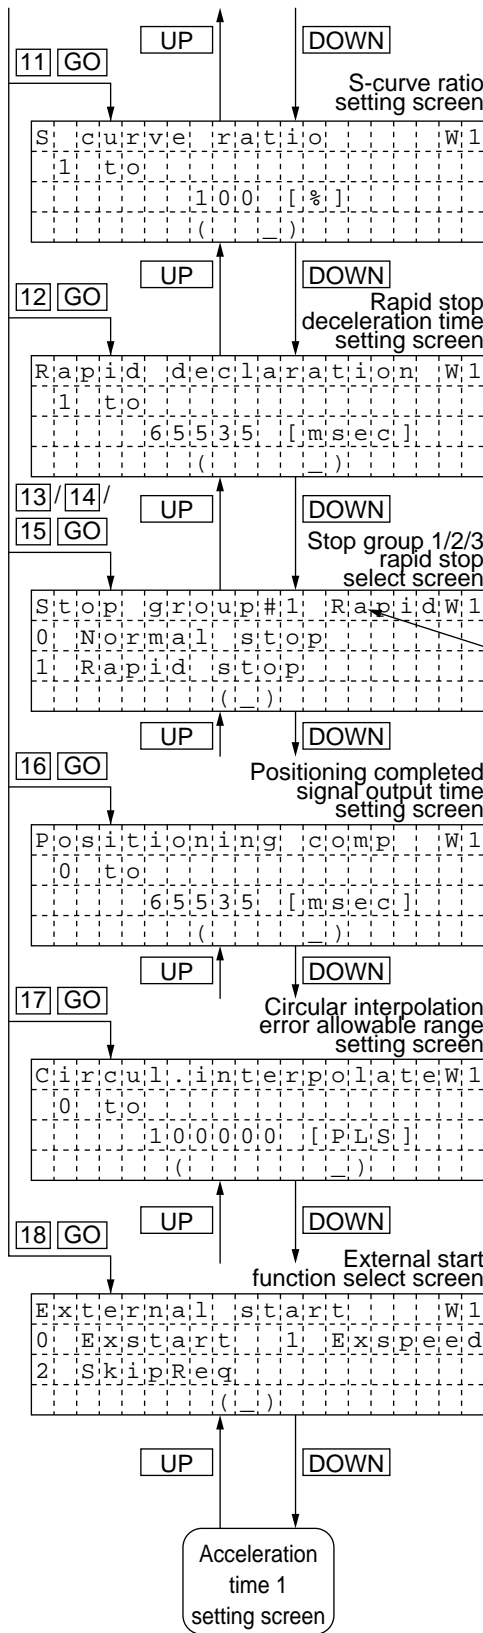 UP DOWN
11 GO
S-curve ratio
setting screen
S curve ratio W1
1 to
100 [%]
( _ )
UP DOWN
12 GO
Rapid stop
deceleration time
setting screen
Rapid declaration W1
1 to
65535 [msec]
( _ )
13 / 14 /
15 GO
UP DOWN
Stop group 1/2/3
rapid stop
select screen
Stop group#1 RapidW1
0 Normal stop
1 Rapid stop
(_)
UP DOWN
16 GO
Positioning completed
signal output time
setting screen
Positioning comp W1
0 to
65535 [msec]
( _ )
UP DOWN
17 GO
Circular interpolation
error allowable range
setting screen
Circul.interpolateW1
0 to
100000 [PLS]
( _ )
UP DOWN
18 GO
External start
function select screen
External start W1
0 Exstart 1 Exspeed
2 SkipReq
(_)
UP DOWN
Acceleration
time 1
setting screen